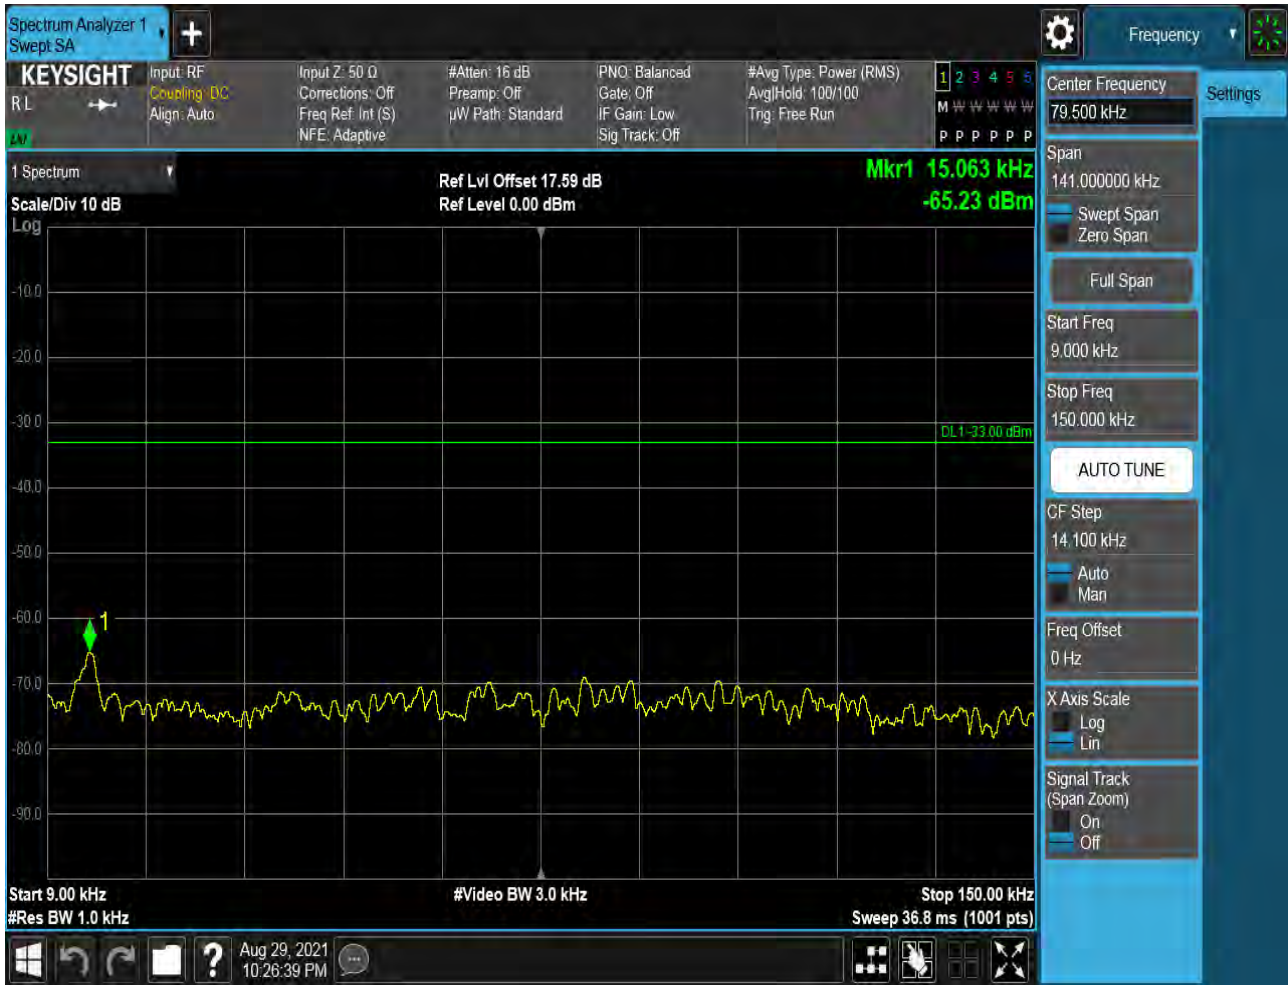 Spectrum Analyzer 1
Swept SA
Frequency
KEYSIGHT
R L
LNI
Input: RF
Coupling: DC
Align: Auto
Input Z: 50 Ω
Corrections: Off
Freq Ref: Int (S)
NFE: Adaptive
#Atten: 16 dB
Preamp: Off
µW Path: Standard
PNO: Balanced
Gate: Off
IF Gain: Low
Sig Track: Off
#Avg Type: Power (RMS)
Avg|Hold: 100/100
Trig: Free Run
1 2 3 4 5 6
M W W W W W
P P P P P P
1 Spectrum
Scale/Div 10 dB
Log
Ref Lvl Offset 17.59 dB
Ref Level 0.00 dBm
Mkr1 15.063 kHz
-65.23 dBm
-10.0
-20.0
-30.0
DL1 -33.00 dBm
-40.0
-50.0
-60.0
1
-70.0
-80.0
-90.0
Start 9.00 kHz
#Res BW 1.0 kHz
#Video BW 3.0 kHz
Stop 150.00 kHz
Sweep 36.8 ms (1001 pts)
Aug 29, 2021
10:26:39 PM
Center Frequency
79.500 kHz
Settings
Span
141.000000 kHz
Swept Span
Zero Span
Full Span
Start Freq
9.000 kHz
Stop Freq
150.000 kHz
AUTO TUNE
CF Step
14.100 kHz
Auto
Man
Freq Offset
0 Hz
X Axis Scale
Log
Lin
Signal Track
(Span Zoom)
On
Off